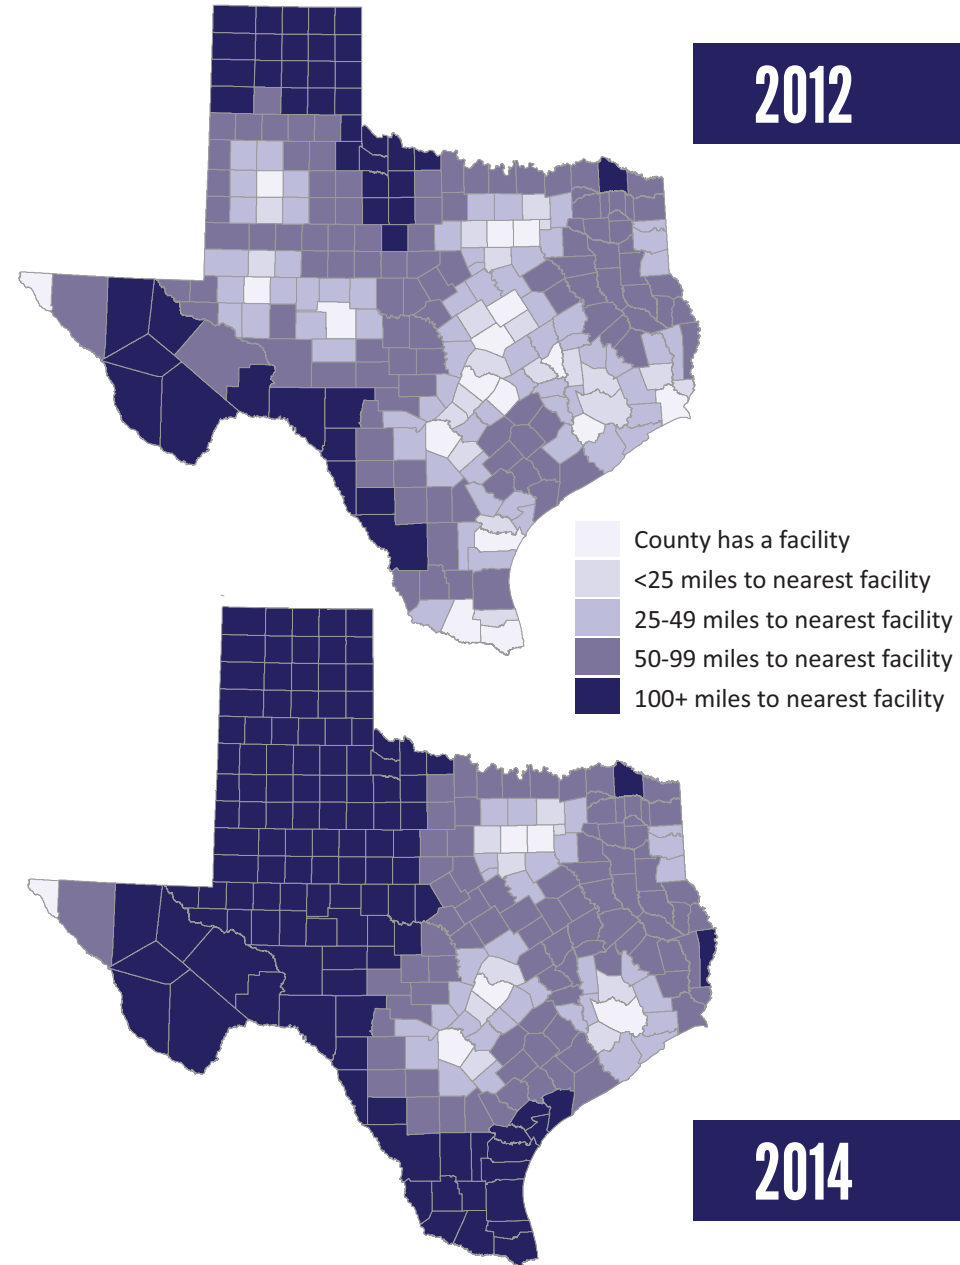 2012
County has a facility
<25 miles to nearest facility
25-49 miles to nearest facility
50-99 miles to nearest facility
100+ miles to nearest facility
2014